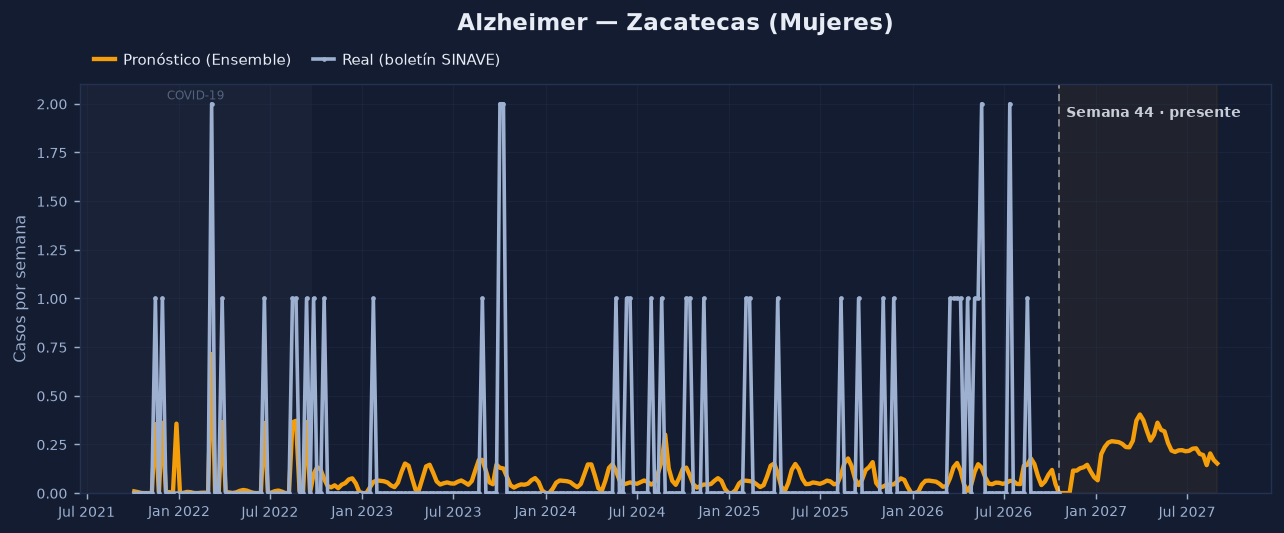 Alzheimer — Zacatecas (Mujeres)
Pronóstico (Ensemble)
Real (boletín SINAVE)
COVID-19
Semana 44 · presente
Casos por semana
2.00
1.75
1.50
1.25
1.00
0.75
0.50
0.25
0.00
Jul 2021
Jan 2022
Jul 2022
Jan 2023
Jul 2023
Jan 2024
Jul 2024
Jan 2025
Jul 2025
Jan 2026
Jul 2026
Jan 2027
Jul 2027